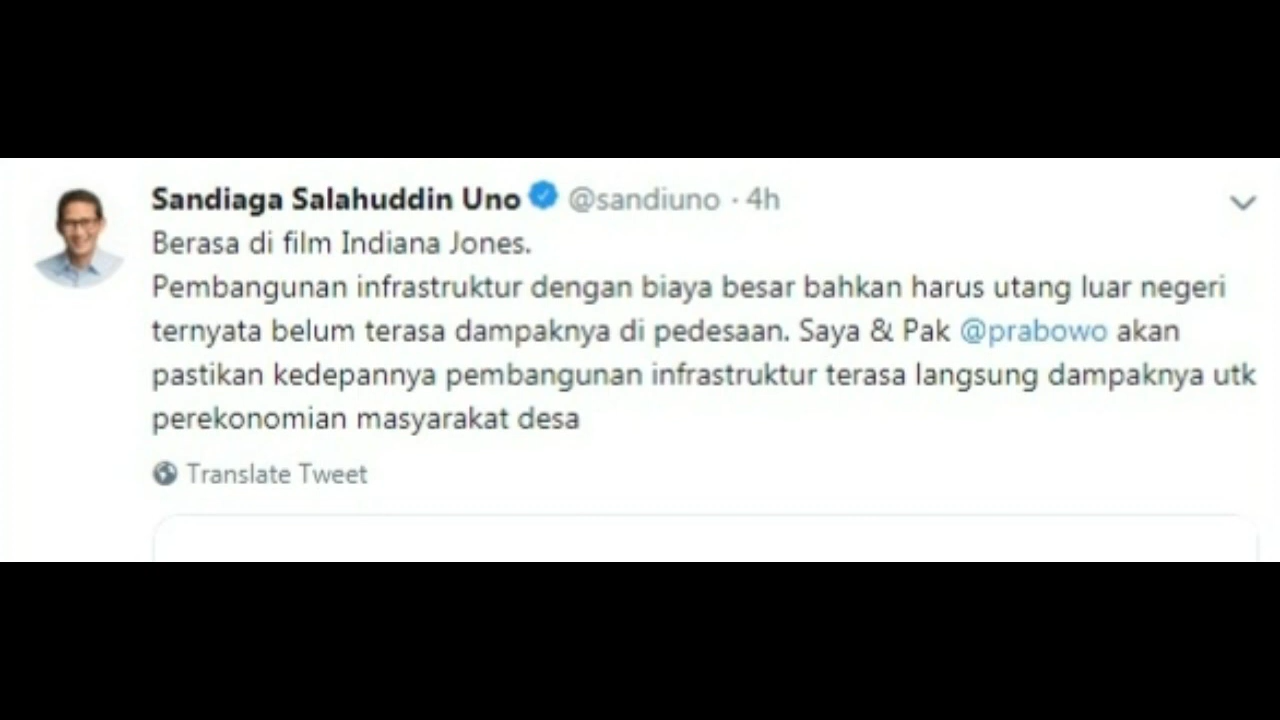 Sandiaga Salahuddin Uno @sandiuno · 4h
Berasa di film Indiana Jones.
Pembangunan infrastruktur dengan biaya besar bahkan harus utang luar negeri
ternyata belum terasa dampaknya di pedesaan. Saya & Pak @prabowo akan
pastikan kedepannya pembangunan infrastruktur terasa langsung dampaknya utk
perekonomian masyarakat desa
Translate Tweet